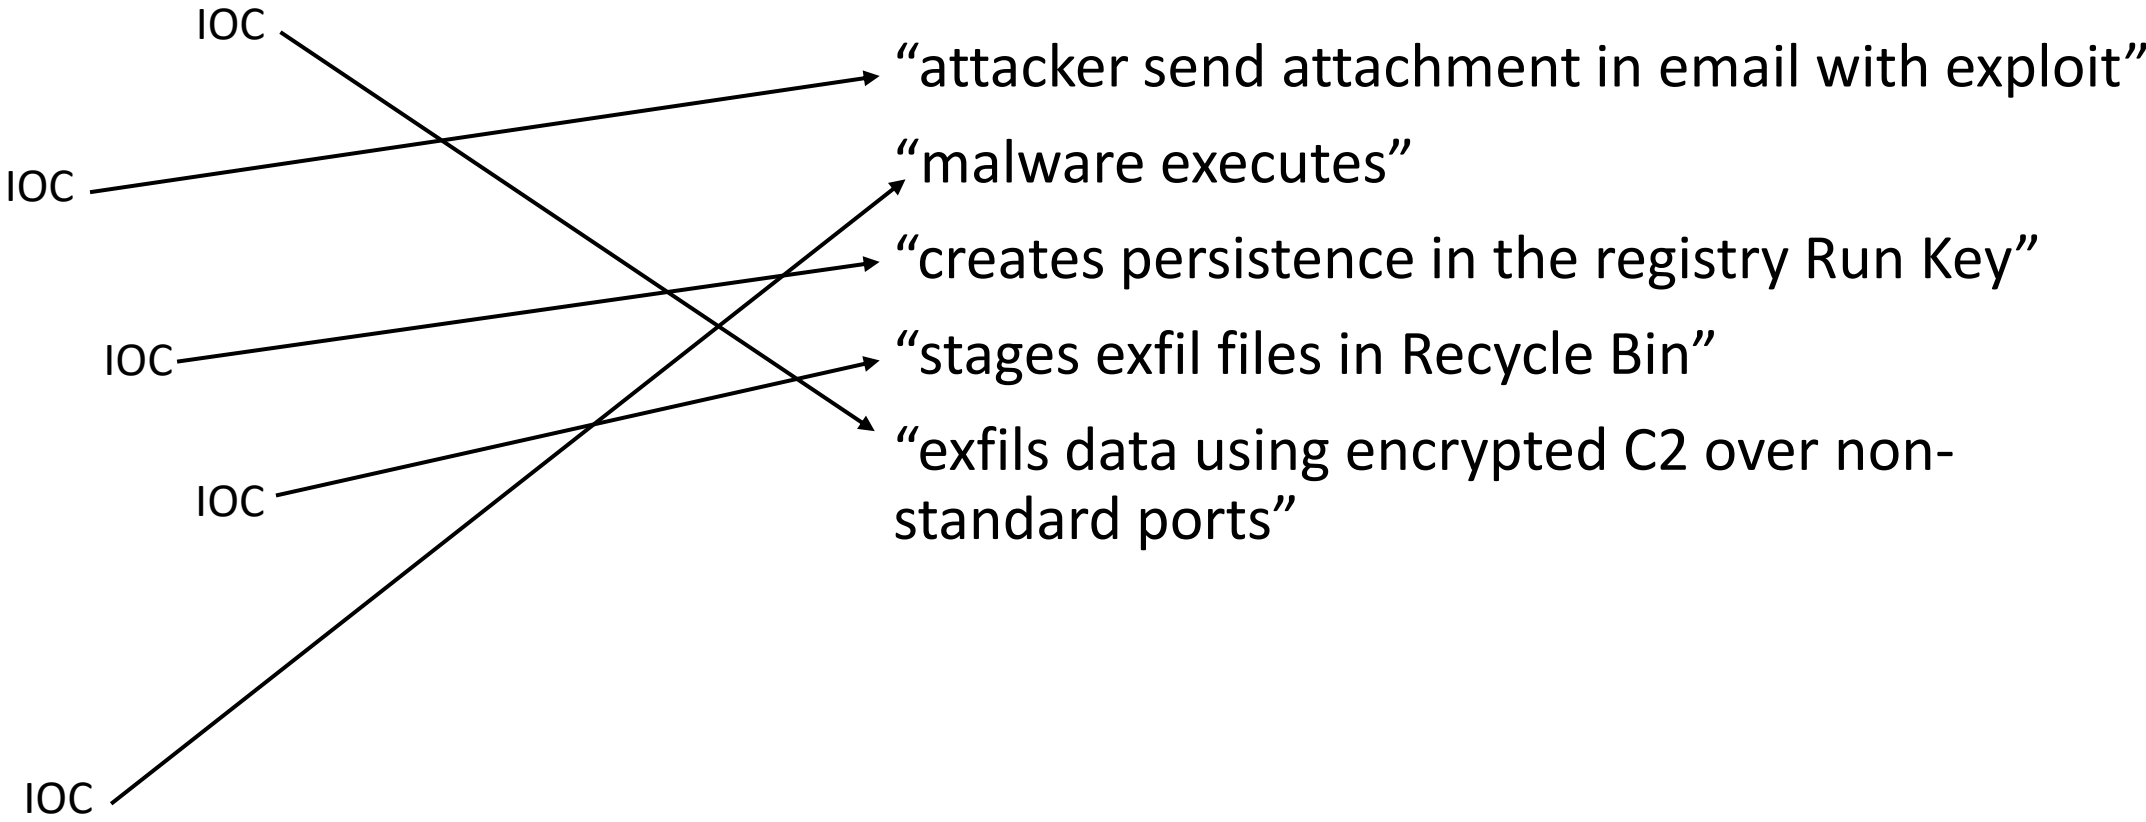 IOC
“attacker send attachment in email with exploit”
“malware executes”
IOC
“creates persistence in the registry Run Key”
IOC
“stages exfil files in Recycle Bin”
“exfils data using encrypted C2 over non-
standard ports”
IOC
IOC